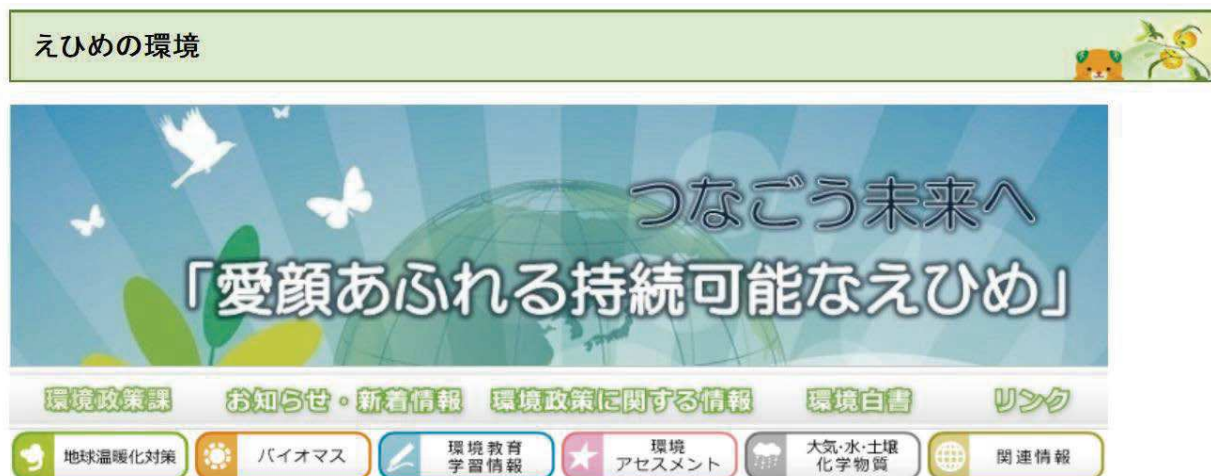 えひめの環境
つなごう未来へ
「愛顔あふれる持続可能なえひめ」
環境政策課 お知らせ・新着情報 環境政策に関する情報 環境白書 リンク
地球温暖化対策 バイオマス 環境教育 学習情報 環境 アセスメント 大気・水・土壌 化学物質 関連情報